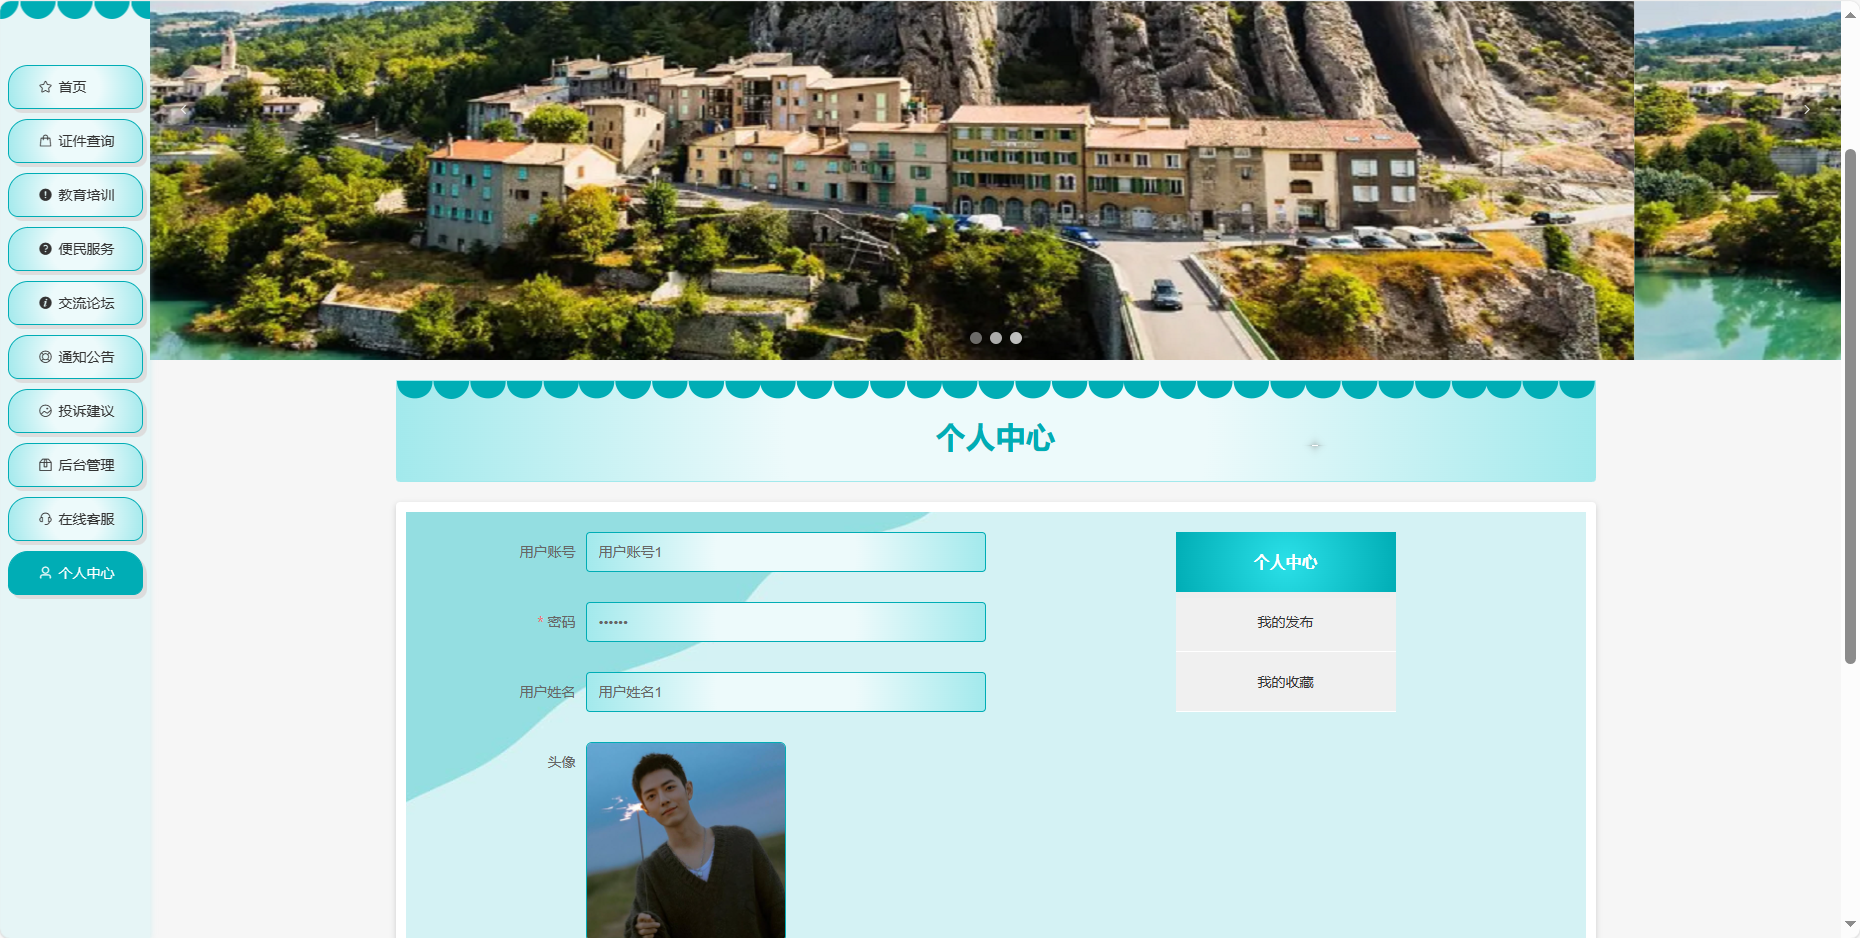 首页
证件查询
教育培训
便民服务
交流论坛
通知公告
投诉建议
后台管理
在线客服
个人中心
个人中心
用户账号
用户账号1
* 密码
••••••
用户姓名
用户姓名1
头像
个人中心
我的发布
我的收藏